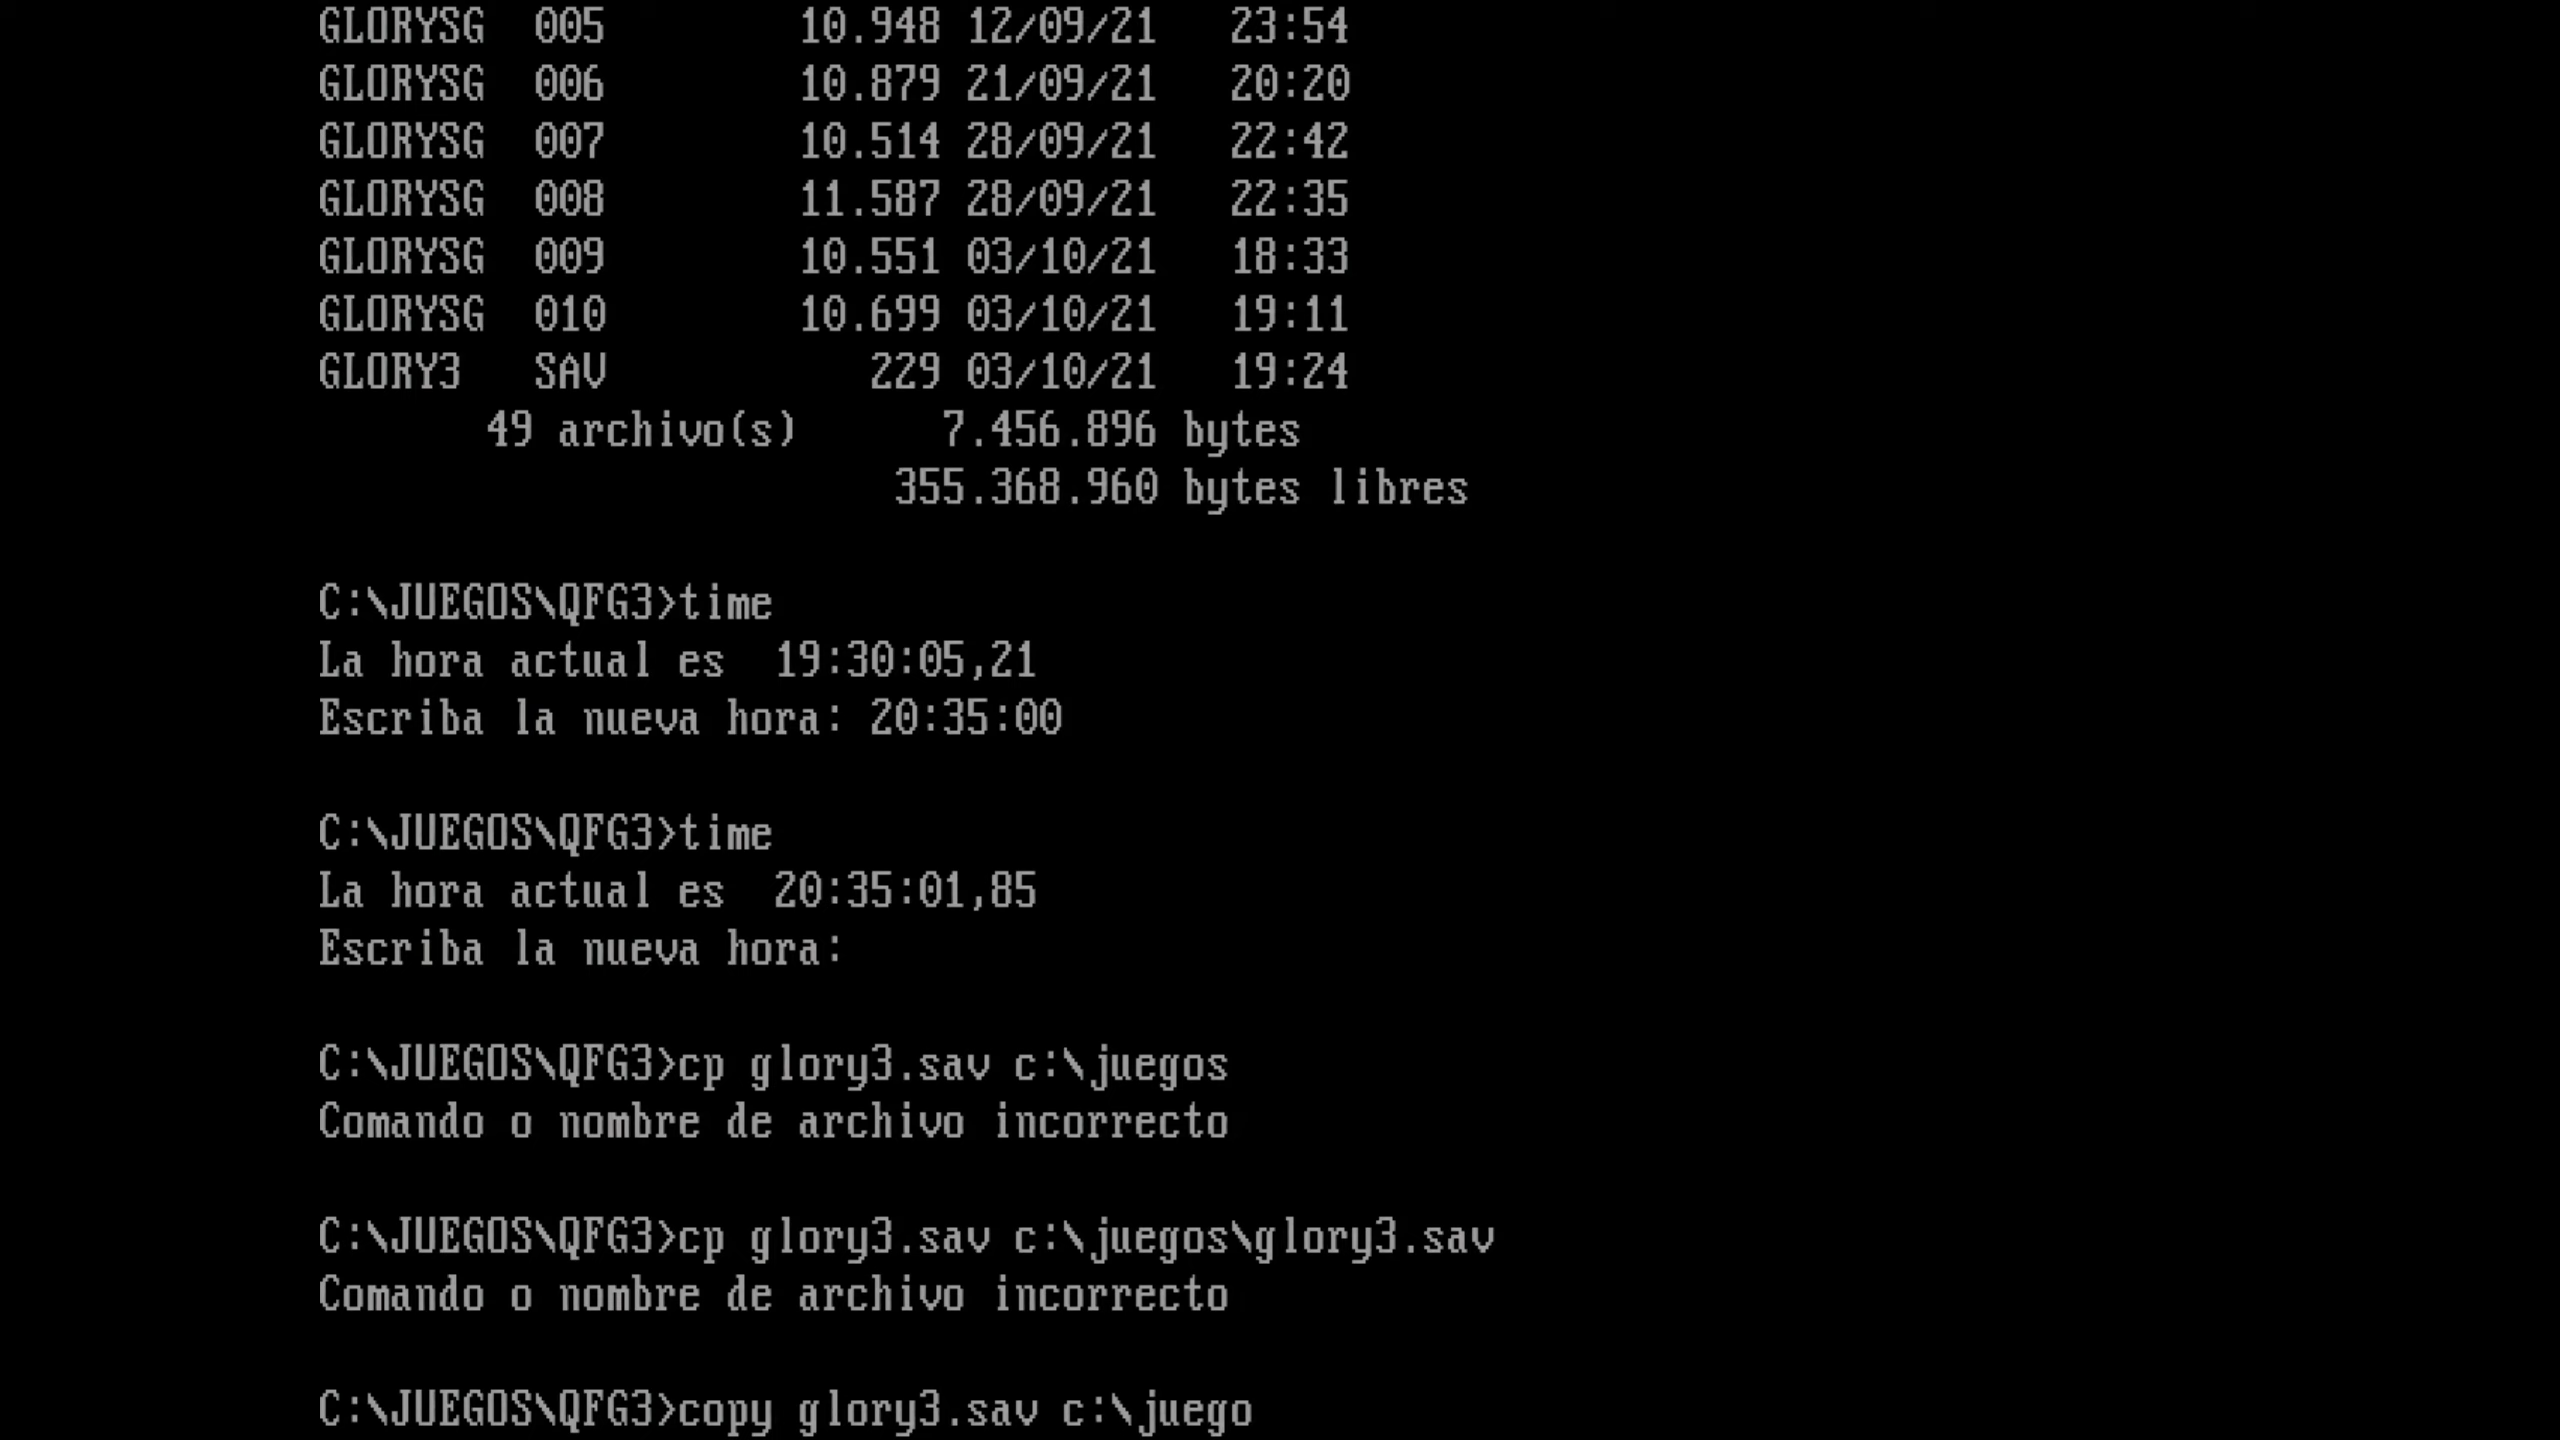 GLORYSG  005        10.948 12/09/21   23:54
GLORYSG  006        10.879 21/09/21   20:20
GLORYSG  007        10.514 28/09/21   22:42
GLORYSG  008        11.587 28/09/21   22:35
GLORYSG  009        10.551 03/10/21   18:33
GLORYSG  010        10.699 03/10/21   19:11
GLORY3   SAV           229 03/10/21   19:24
       49 archivo(s)      7.456.896 bytes
                        355.368.960 bytes libres
C:\JUEGOS\QFG3>time
La hora actual es  19:30:05,21
Escriba la nueva hora: 20:35:00
C:\JUEGOS\QFG3>time
La hora actual es  20:35:01,85
Escriba la nueva hora:
C:\JUEGOS\QFG3>cp glory3.sav c:\juegos
Comando o nombre de archivo incorrecto
C:\JUEGOS\QFG3>cp glory3.sav c:\juegos\glory3.sav
Comando o nombre de archivo incorrecto
C:\JUEGOS\QFG3>copy glory3.sav c:\juego